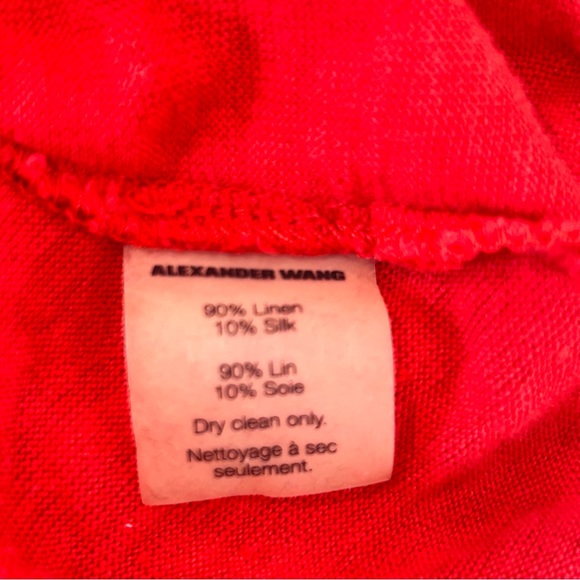 ALEXANDER WANG
90% Linen
10% Silk
90% Lin
10% Soie
Dry clean only.
Nettoyage à sec
seulement.